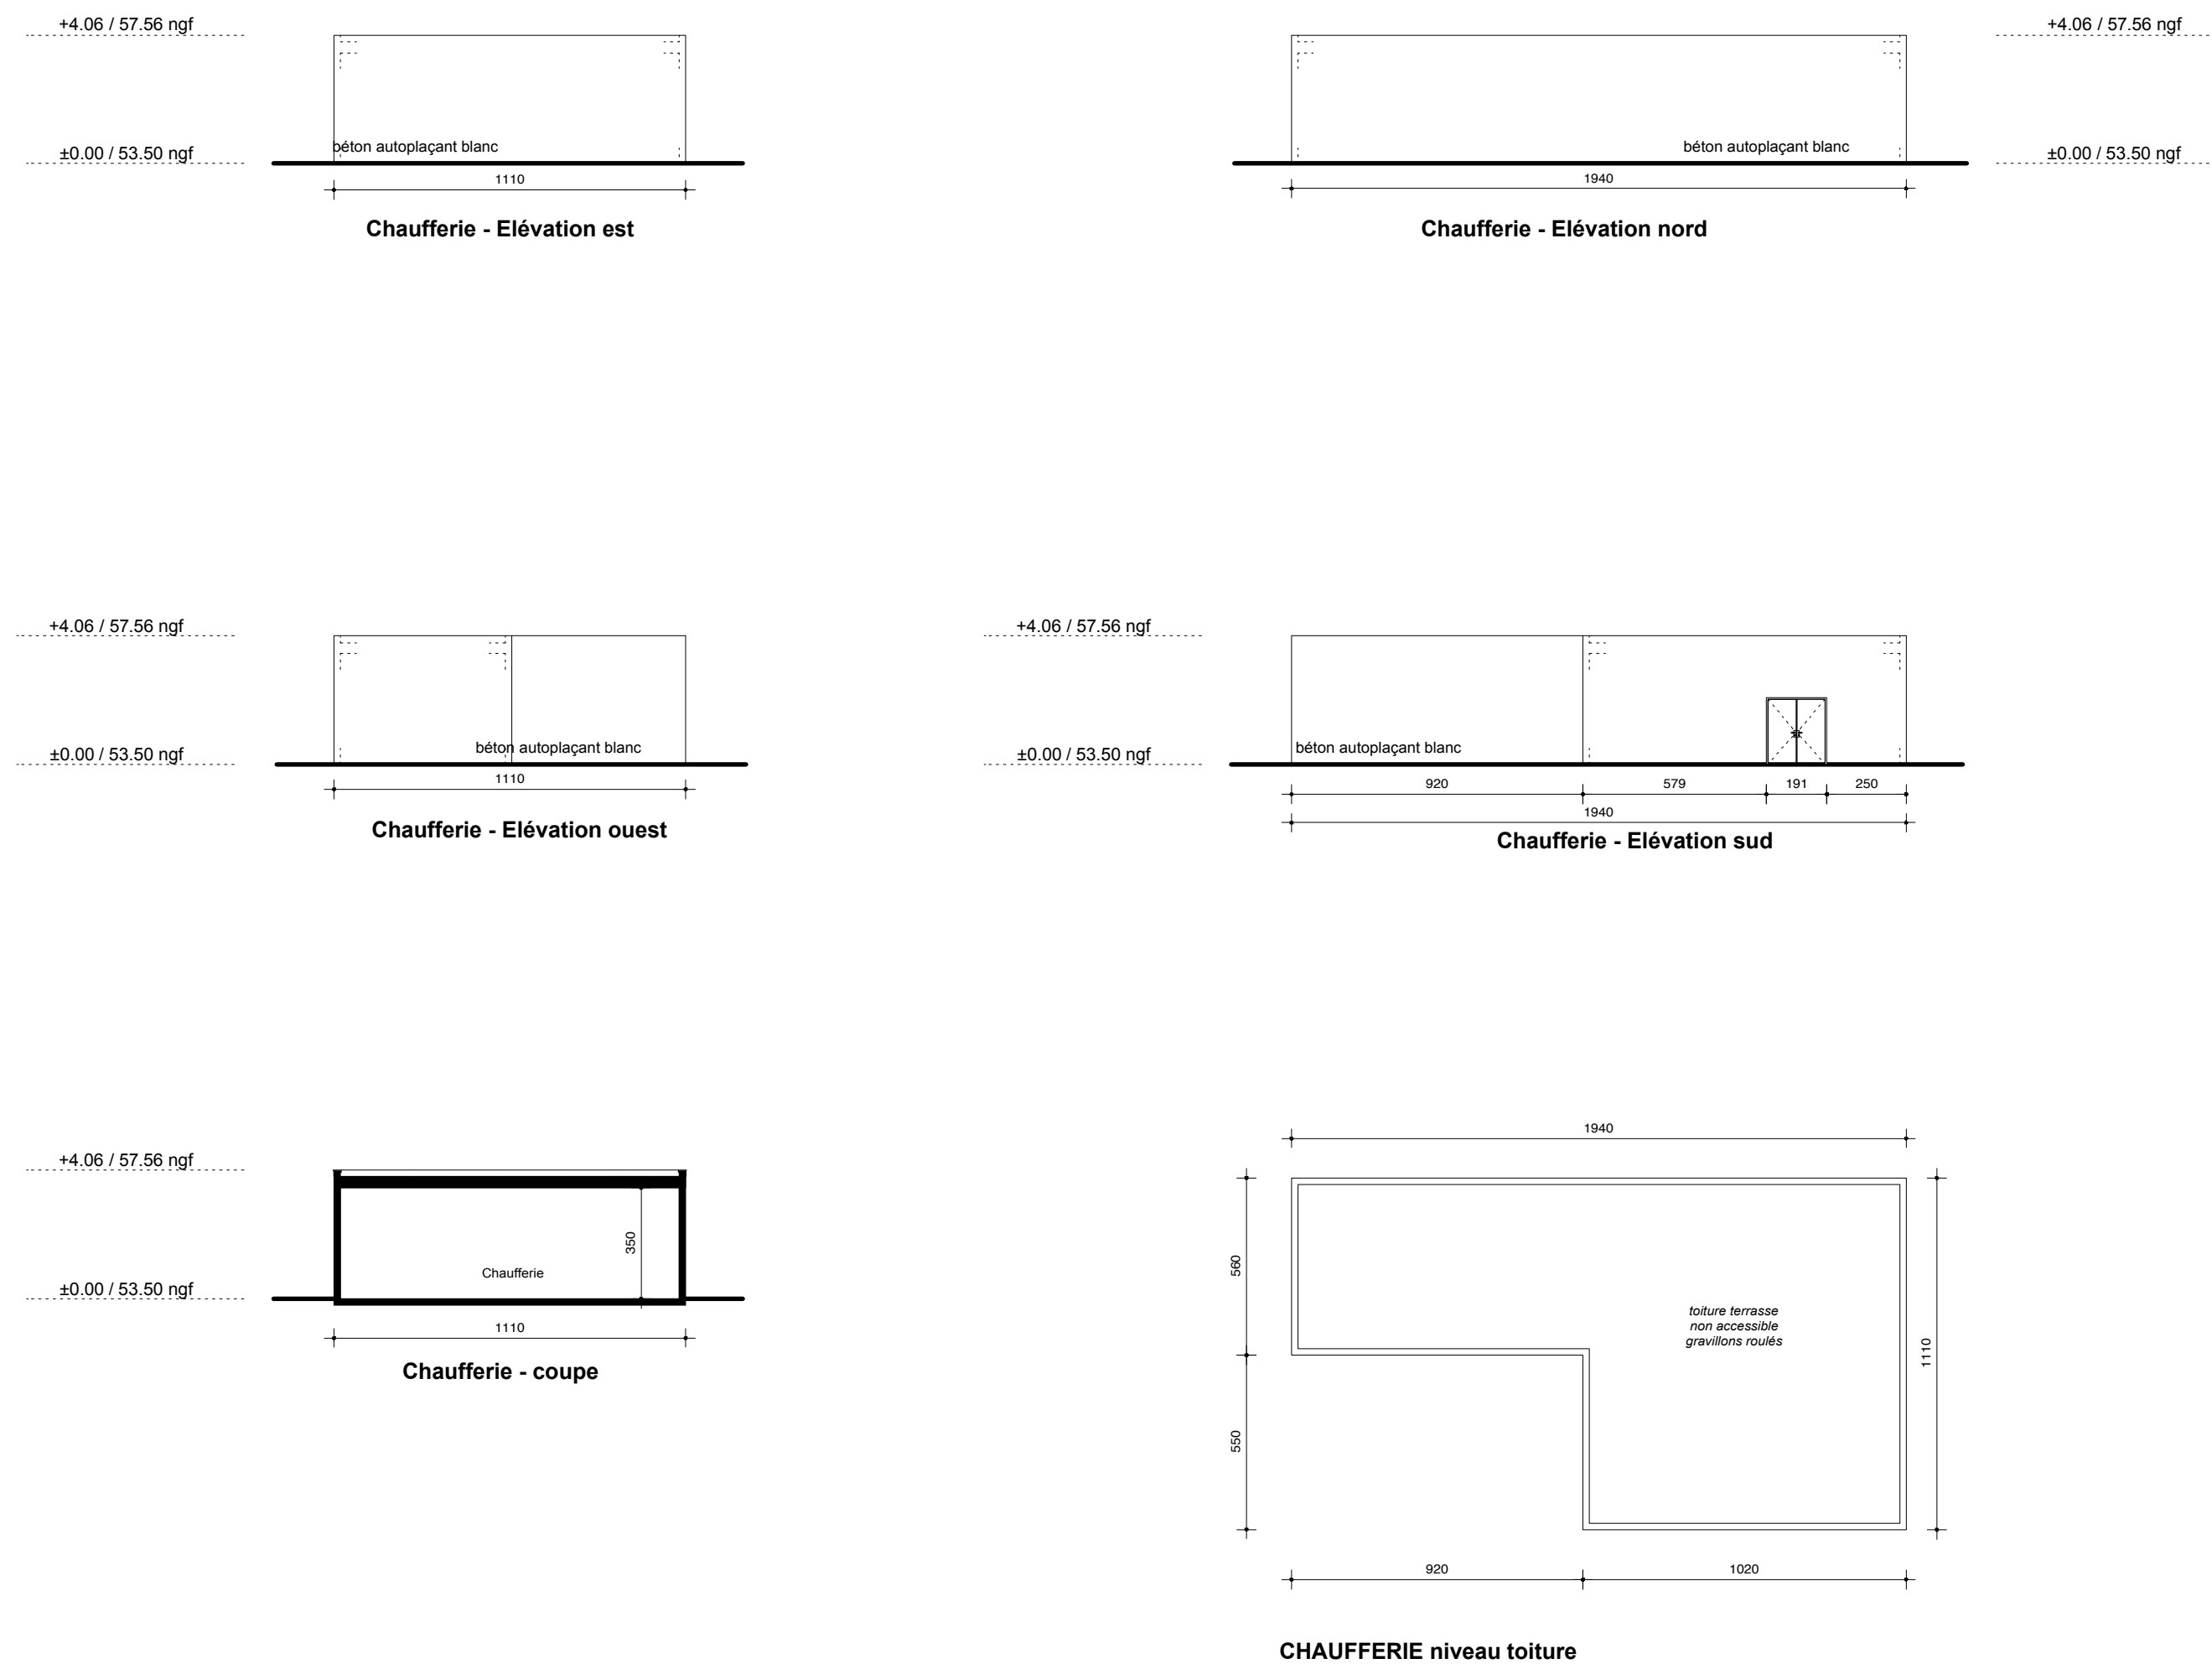 +4.06 / 57.56 ngf
±0.00 / 53.50 ngf
béton autoplaçant blanc
1110
Chaufferie - Elévation est
+4.06 / 57.56 ngf
±0.00 / 53.50 ngf
béton autoplaçant blanc
1940
Chaufferie - Elévation nord
+4.06 / 57.56 ngf
±0.00 / 53.50 ngf
béton autoplaçant blanc
1110
Chaufferie - Elévation ouest
+4.06 / 57.56 ngf
±0.00 / 53.50 ngf
béton autoplaçant blanc
920
579
191
250
1940
Chaufferie - Elévation sud
+4.06 / 57.56 ngf
±0.00 / 53.50 ngf
350
Chaufferie
1110
Chaufferie - coupe
1940
560
550
toiture terrasse
non accessible
gravillons roulés
1110
920
1020
CHAUFFERIE niveau toiture